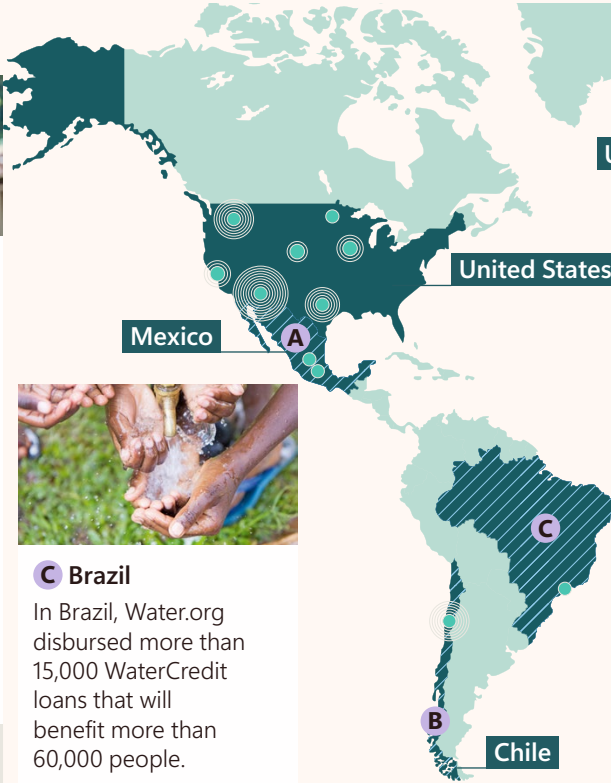 U
United States
Mexico
A
C
B
Chile
C Brazil
In Brazil, Water.org
disbursed more than
15,000 WaterCredit
loans that will
benefit more than
60,000 people.